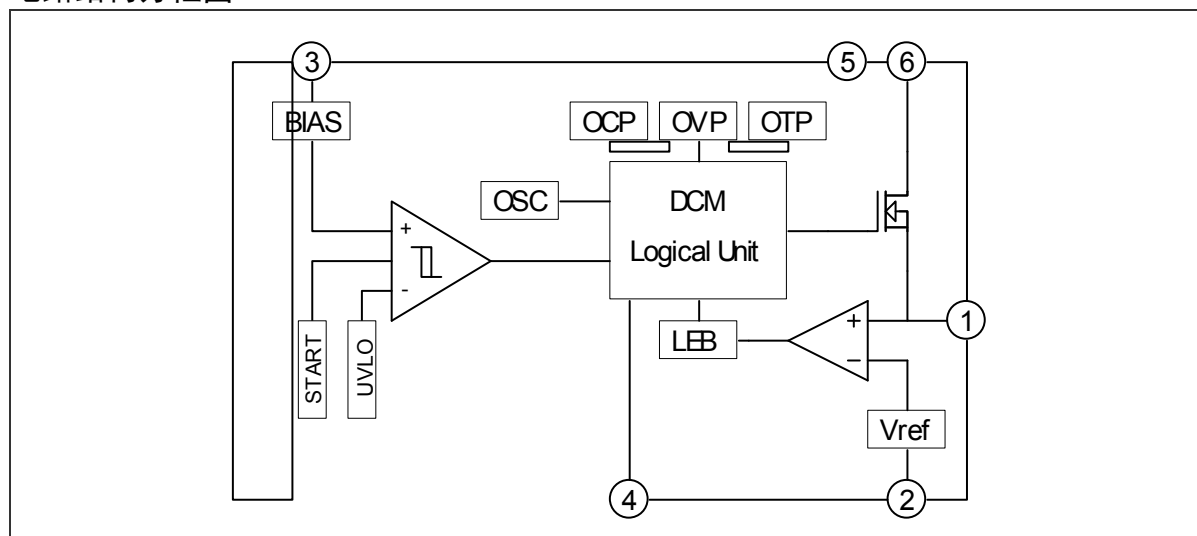 ③ ⑤ ⑥
BIAS
OCP OVP OTP
OSC
DCM
Logical Unit
+
-
START
UVLO
LEB
+
−
①
Vref
④ ②